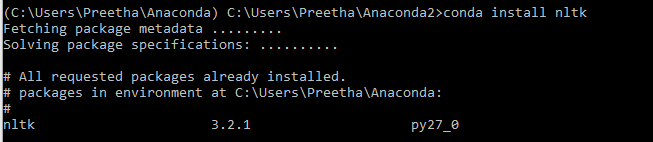 (C:\Users\Preetha\Anaconda) C:\Users\Preetha\Anaconda2>conda install nltk
Fetching package metadata .........
Solving package specifications: ..........
# All requested packages already installed.
# packages in environment at C:\Users\Preetha\Anaconda:
#
nltk                      3.2.1                    py27_0